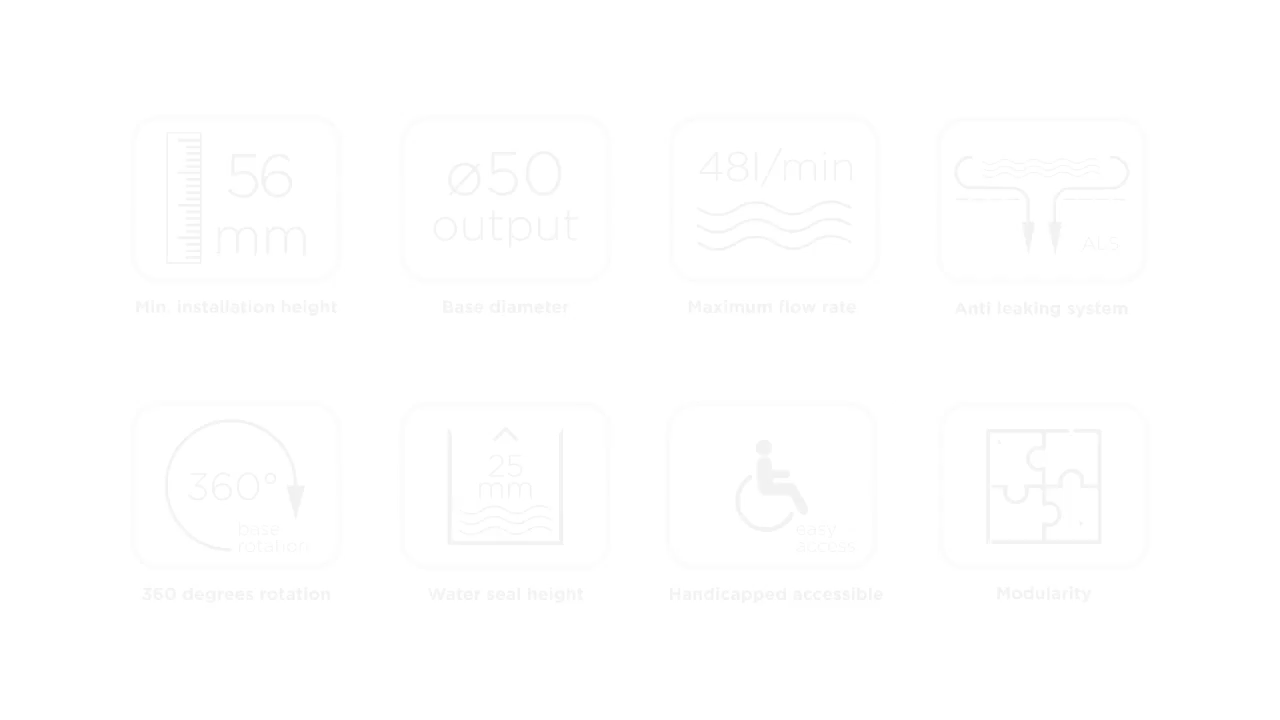 56
mm
Min. installation height
ø50
output
Base diameter
48l/min
Maximum flow rate
ALS
Anti leaking system
360°
base
rotation
360 degrees rotation
25
mm
Water seal height
easy
access
Handicapped accessible
Modularity